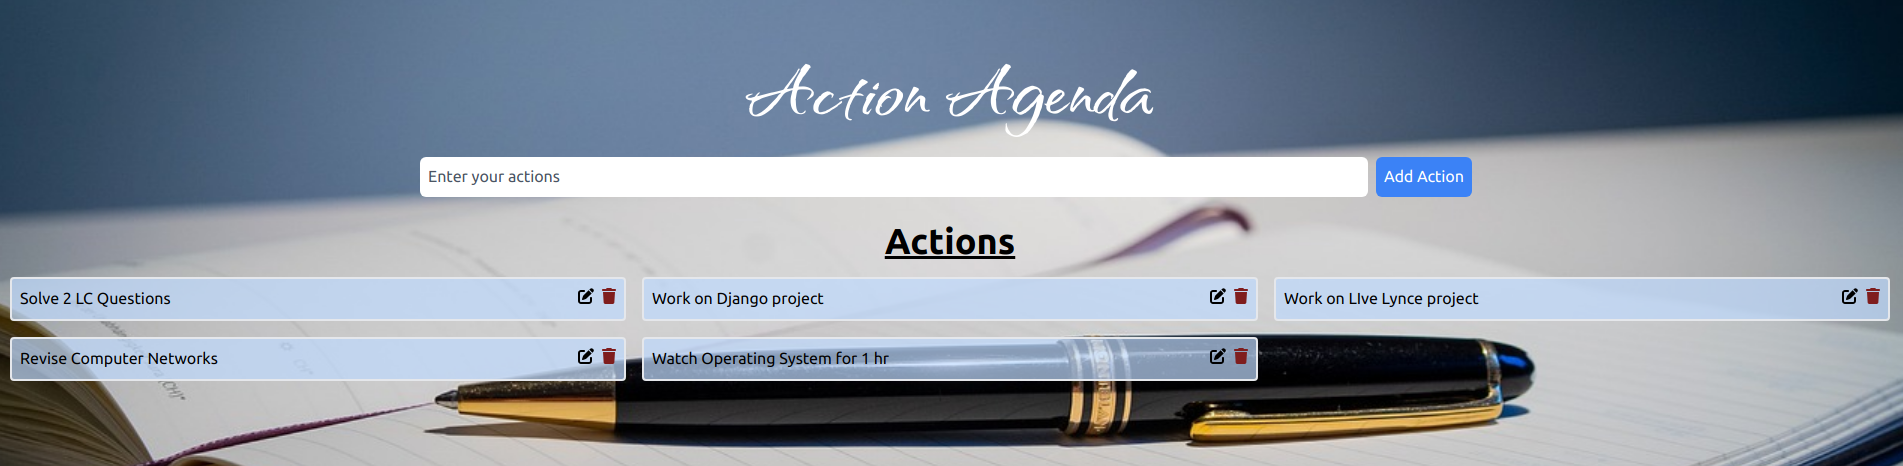 Action Agenda
Enter your actions
Add Action
Actions
Solve 2 LC Questions
Work on Django project
Work on LIve Lynce project
Revise Computer Networks
Watch Operating System for 1 hr